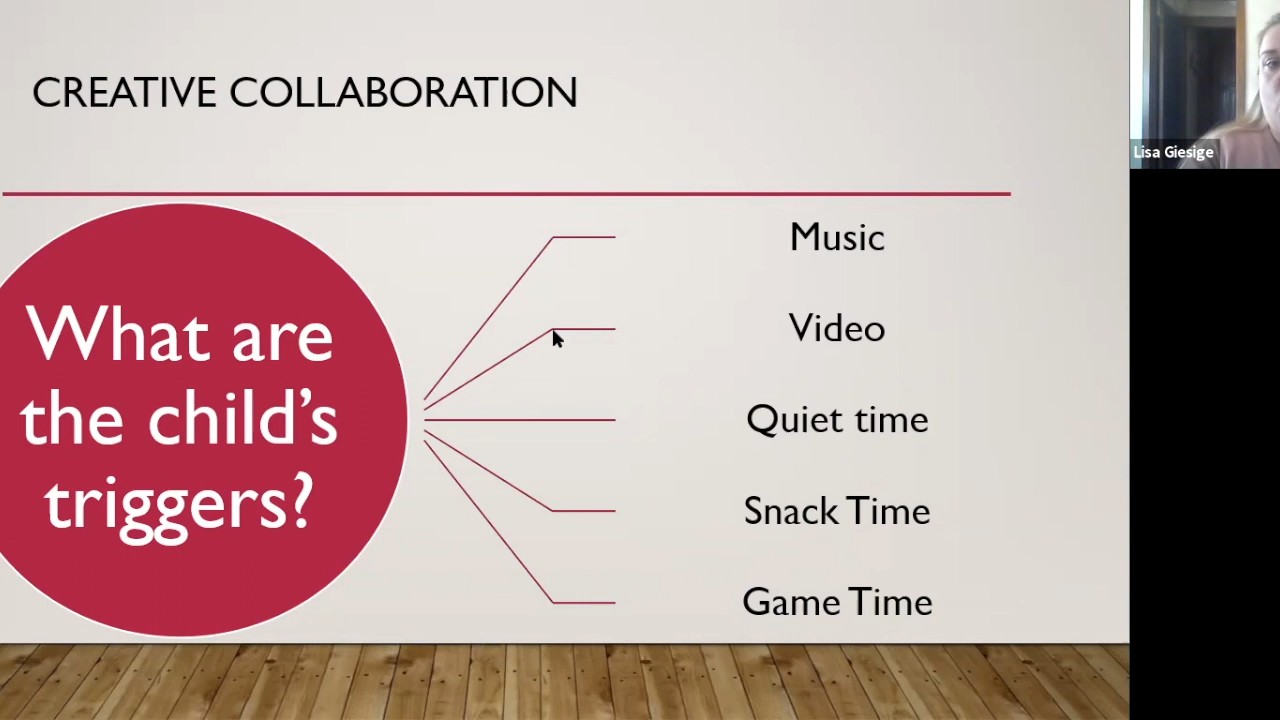 CREATIVE COLLABORATION
What are
the child's
triggers?
Music
Video
Quiet time
Snack Time
Game Time
Lisa Giesige